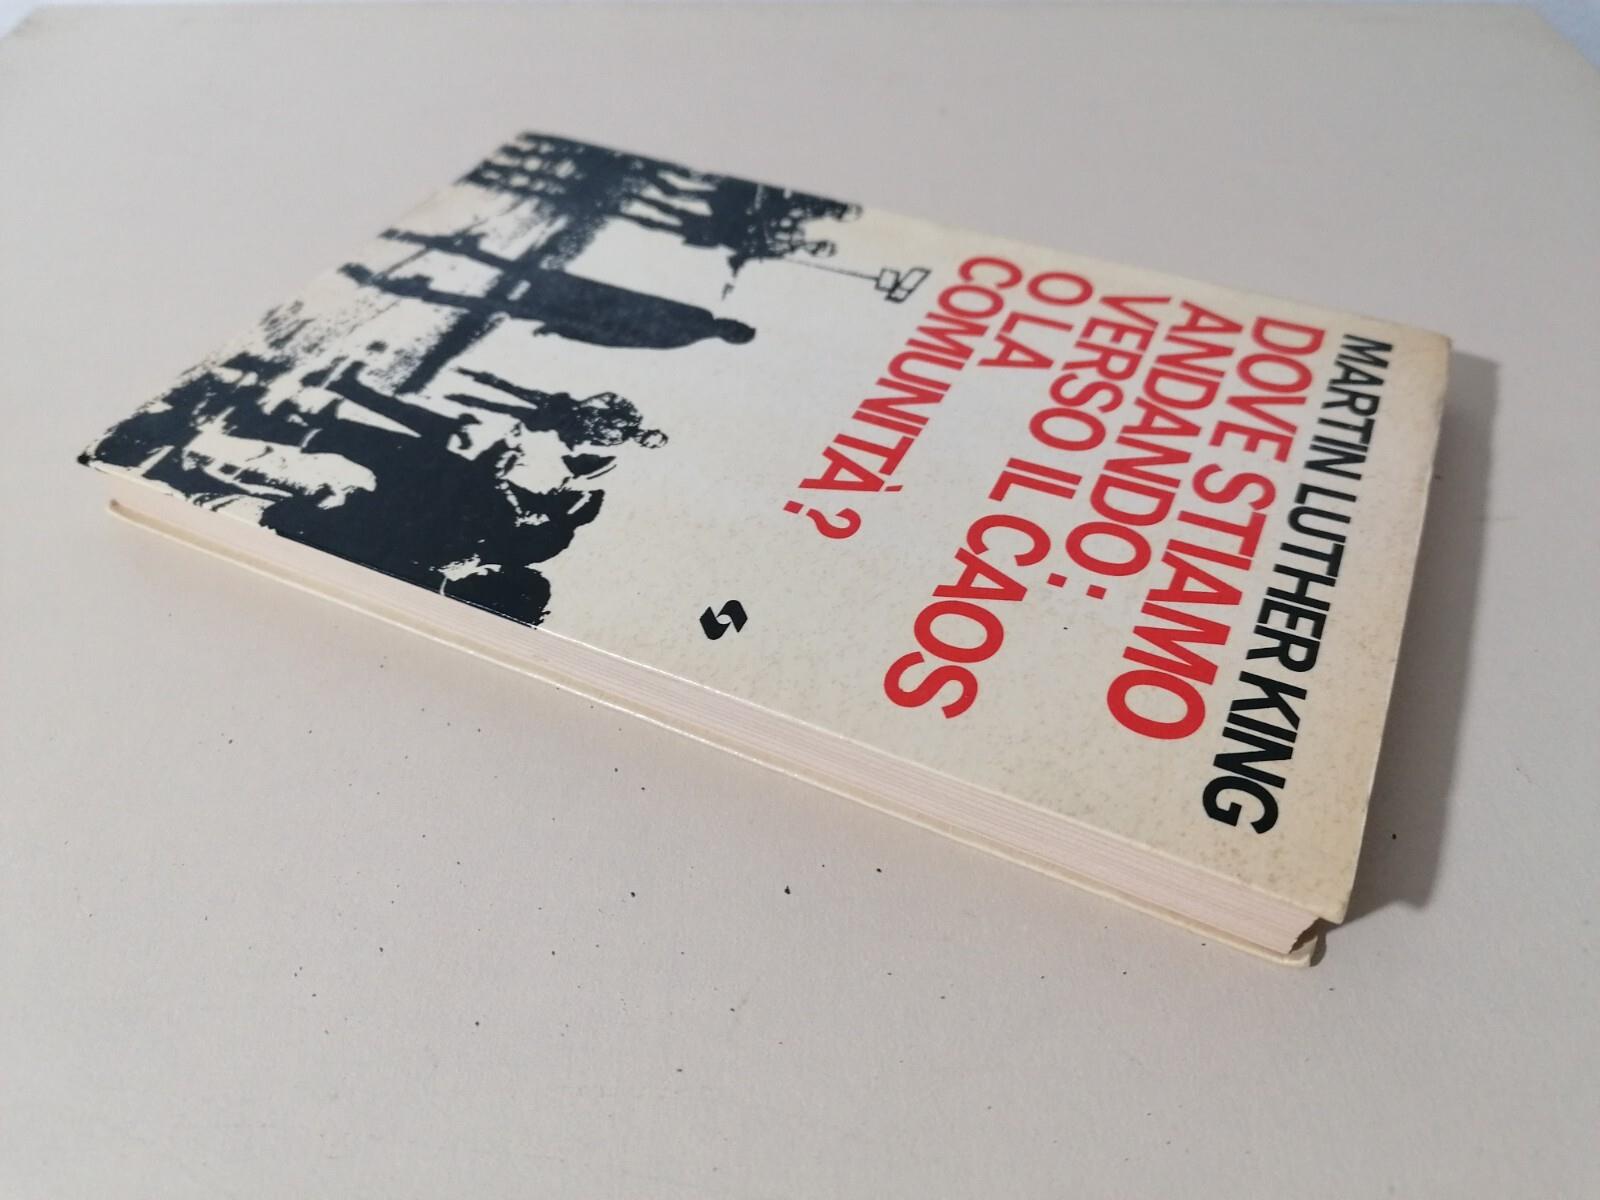 MARTIN LUTHER KING
DOVE STIAMO
ANDANDO:
VERSO IL CAOS
O LA
COMUNITÀ?